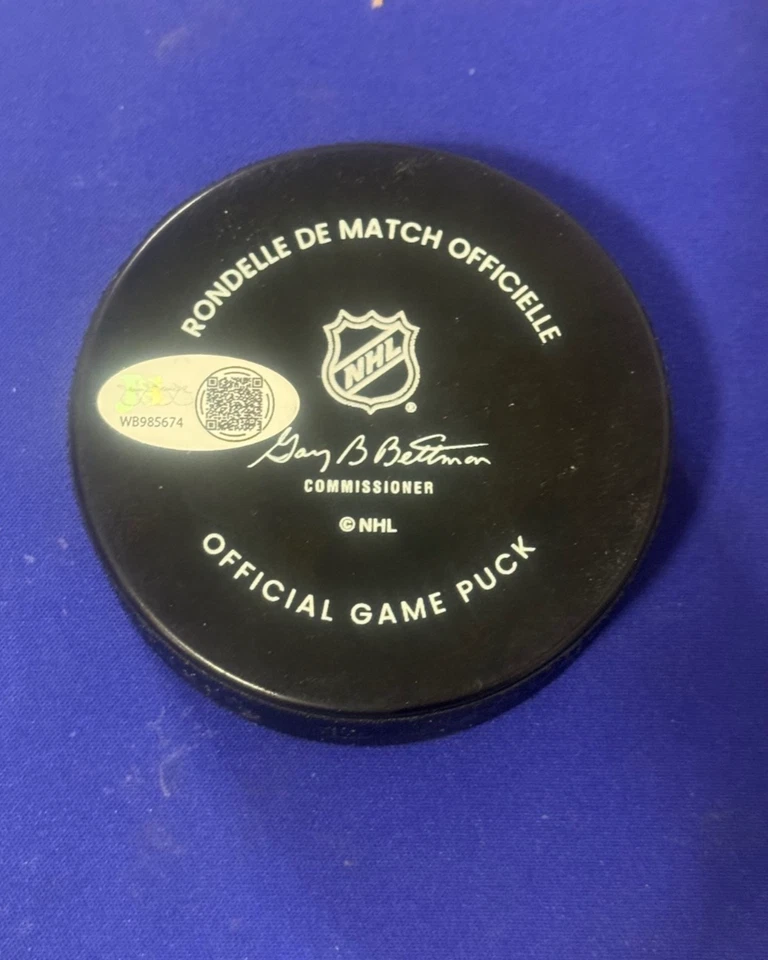 RONDELLE DE MATCH OFFICIELLE
NHL
®
WB985674
Gary B Bettman
COMMISSIONER
© NHL
OFFICIAL GAME PUCK